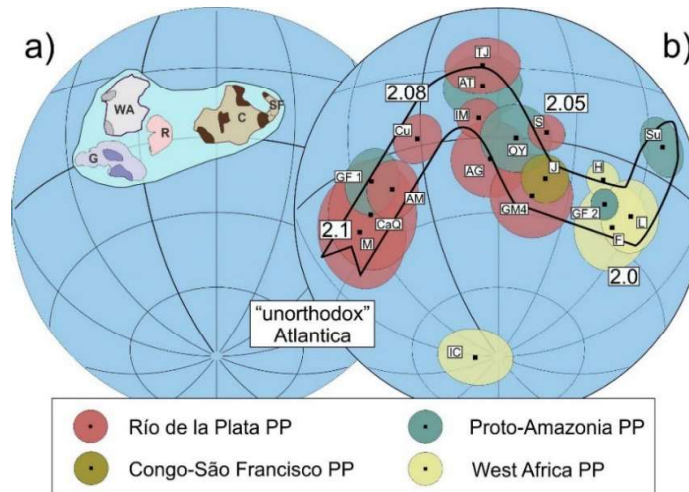 a)
WA
R
C
SF
G
b)
TJ
AT
2.08
2.05
IM
S
Cu
Su
OY
GF 1
AG
J
H
AM
GM4
GF 2
CaQ
IL
2.1
M
F
2.0
"unorthodox"
Atlantica
IC
Río de la Plata PP
Proto-Amazonia PP
Congo-São Francisco PP
West Africa PP